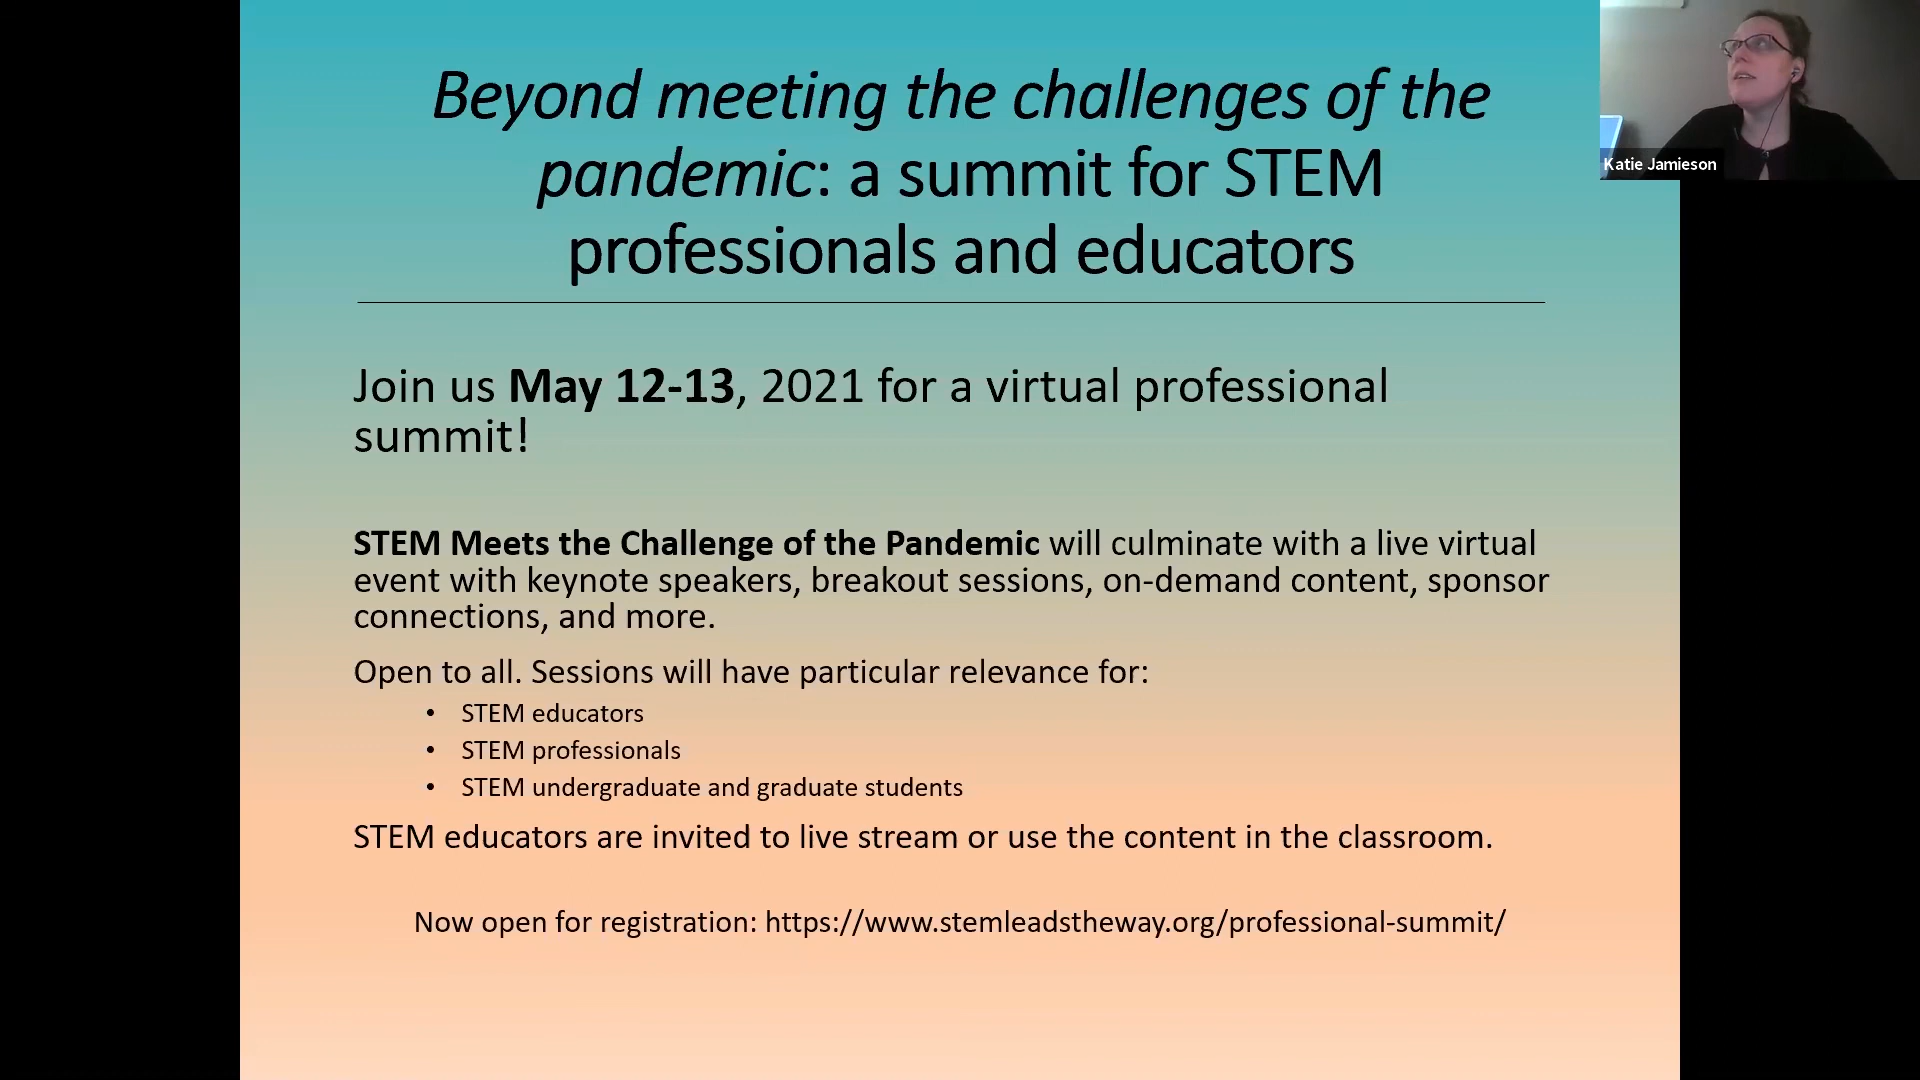 Beyond meeting the challenges of the
pandemic: a summit for STEM
professionals and educators
Katie Jamieson
Join us May 12-13, 2021 for a virtual professional
summit!
STEM Meets the Challenge of the Pandemic will culminate with a live virtual
event with keynote speakers, breakout sessions, on-demand content, sponsor
connections, and more.
Open to all. Sessions will have particular relevance for:
• STEM educators
• STEM professionals
• STEM undergraduate and graduate students
STEM educators are invited to live stream or use the content in the classroom.
Now open for registration: https://www.stemleadstheway.org/professional-summit/